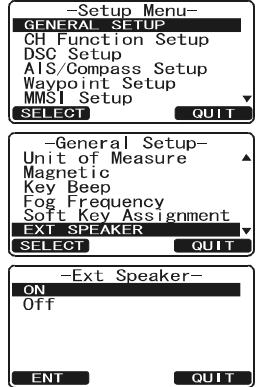 -Setup Menu-
GENERAL SETUP
CH Function Setup
DSC Setup
AIS/Compass Setup
Waypoint Setup
MMSI Setup
SELECT QUIT
-General Setup-
Unit of Measure
Magnetic
Key Beep
Fog Frequency
Soft Key Assignment
EXT SPEAKER
SELECT QUIT
-Ext Speaker-
ON
Off
ENT QUIT